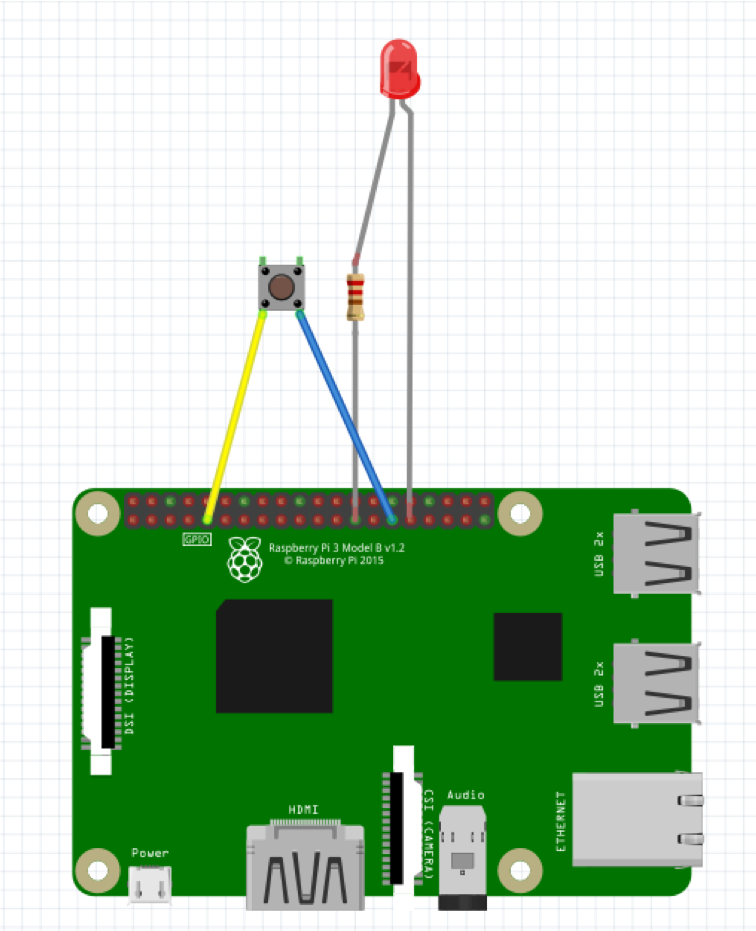 GPIO
Raspberry Pi 3 Model B v1.2
© Raspberry Pi 2015
USB 2x
DSI (DISPLAY)
USB 2x
HDMI
CSI (CAMERA)
Audio
ETHERNET
Power